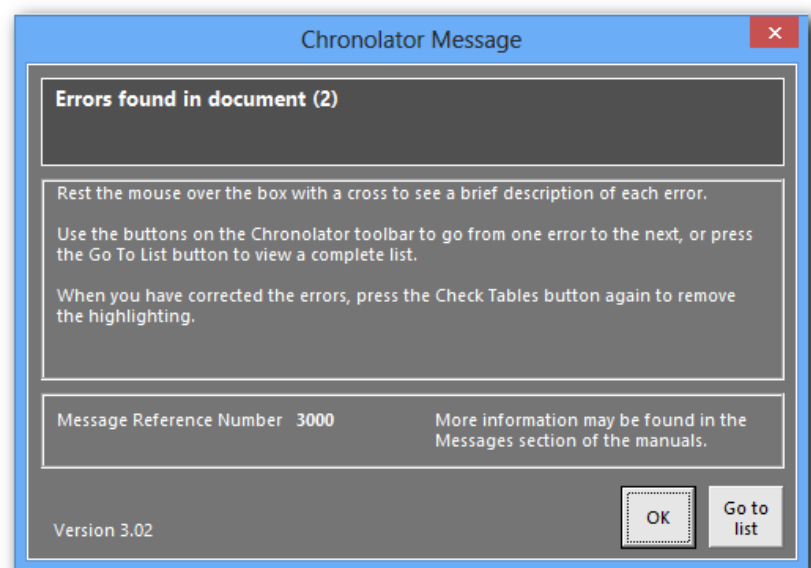 Chronolator Message
Errors found in document (2)
Rest the mouse over the box with a cross to see a brief description of each error.
Use the buttons on the Chronolator toolbar to go from one error to the next, or press
the Go To List button to view a complete list.
When you have corrected the errors, press the Check Tables button again to remove
the highlighting.
Message Reference Number 3000
More information may be found in the
Messages section of the manuals.
Version 3.02
OK
Go to
list